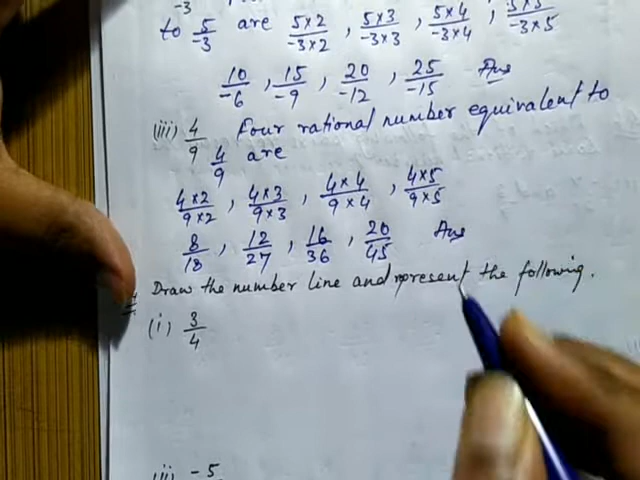 -3
to 5/-3 are 5×2/-3×2 , 5×3/-3×3 , 5×4/-3×4 , 5×5/-3×5
10/-6 , 15/-9 , 20/-12 , 25/-15 Ans
(iii) 4/9 Four rational number equivalent to
4/9 are
4×2/9×2 , 4×3/9×3 , 4×4/9×4 , 4×5/9×5
8/18 , 12/27 , 16/36 , 20/45 Ans
Draw the number line and rpresent the following.
(i) 3/4
(ii) -5